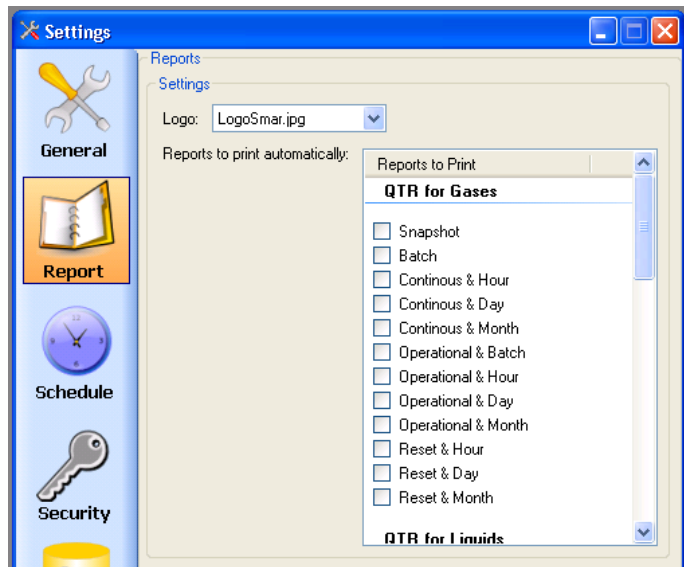 Settings
Reports
Settings
Logo: LogoSmar.jpg
General
Reports to print automatically:
Reports to Print
QTR for Gases
Snapshot
Batch
Continous & Hour
Continous & Day
Continous & Month
Operational & Batch
Operational & Hour
Operational & Day
Operational & Month
Reset & Hour
Reset & Day
Reset & Month
QTR for Liquids
Report
Schedule
Security